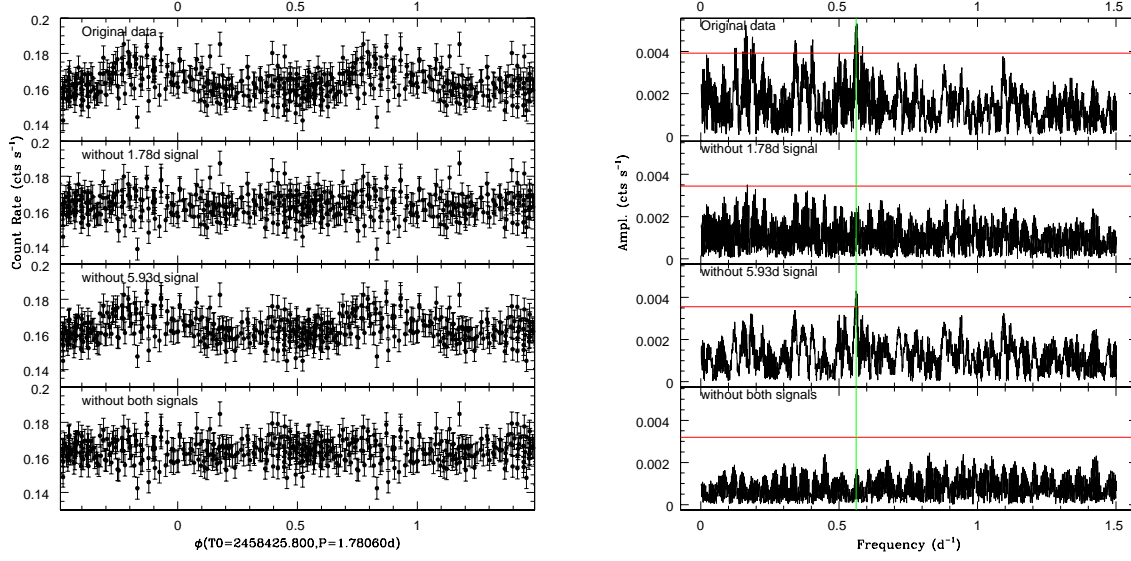 0 0.5 1
0 0.5 1 1.5
Original data
0.2
0.18
0.16
0.14
Original data
0.004
0.002
0
without 1.78d signal
0.2
0.18
0.16
0.14
without 1.78d signal
0.004
0.002
0
without 5.93d signal
0.2
0.18
0.16
0.14
without 5.93d signal
0.004
0.002
0
without both signals
0.2
0.18
0.16
0.14
without both signals
0.004
0.002
0
Count Rate (cts s⁻¹)
Ampl. (cts s⁻¹)
0 0.5 1
0 0.5 1 1.5
ϕ(T0=2458425.800,P=1.78060d)
Frequency (d⁻¹)